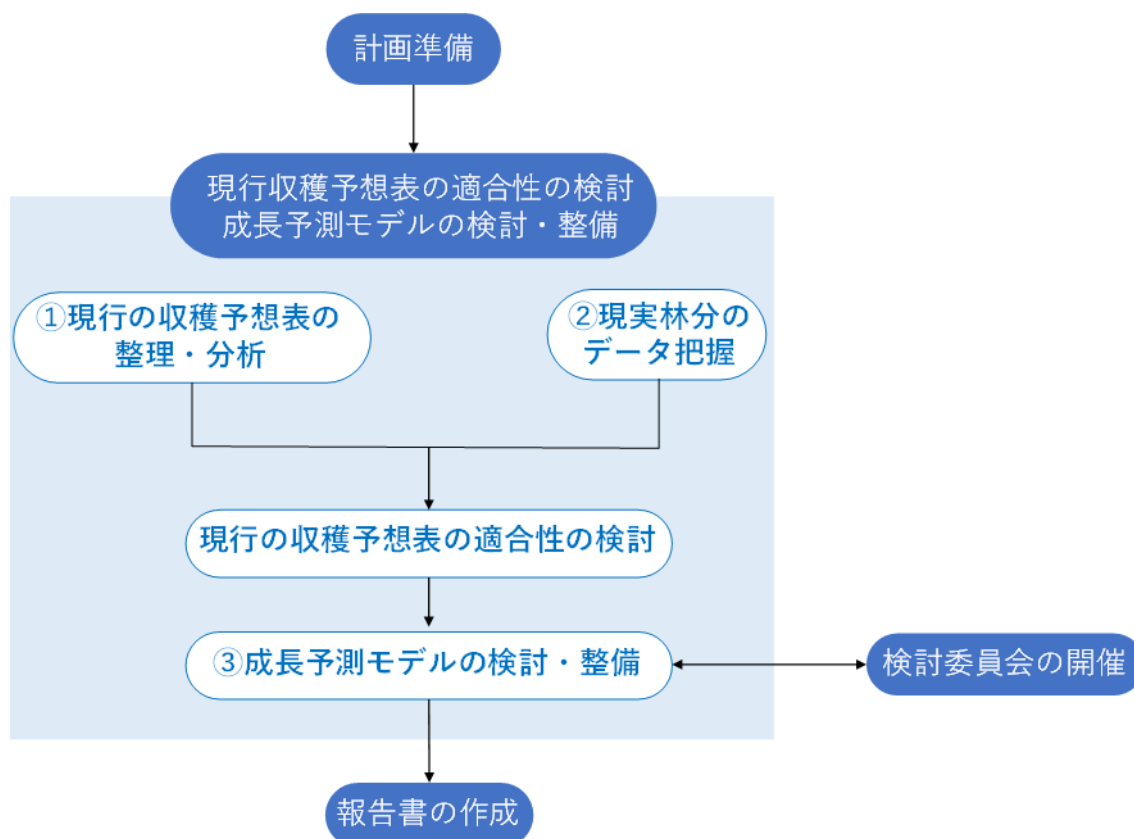 計画準備
現行収穫予想表の適合性の検討
成長予測モデルの検討・整備
①現行の収穫予想表の
整理・分析
②現実林分の
データ把握
現行の収穫予想表の適合性の検討
③成長予測モデルの検討・整備
検討委員会の開催
報告書の作成